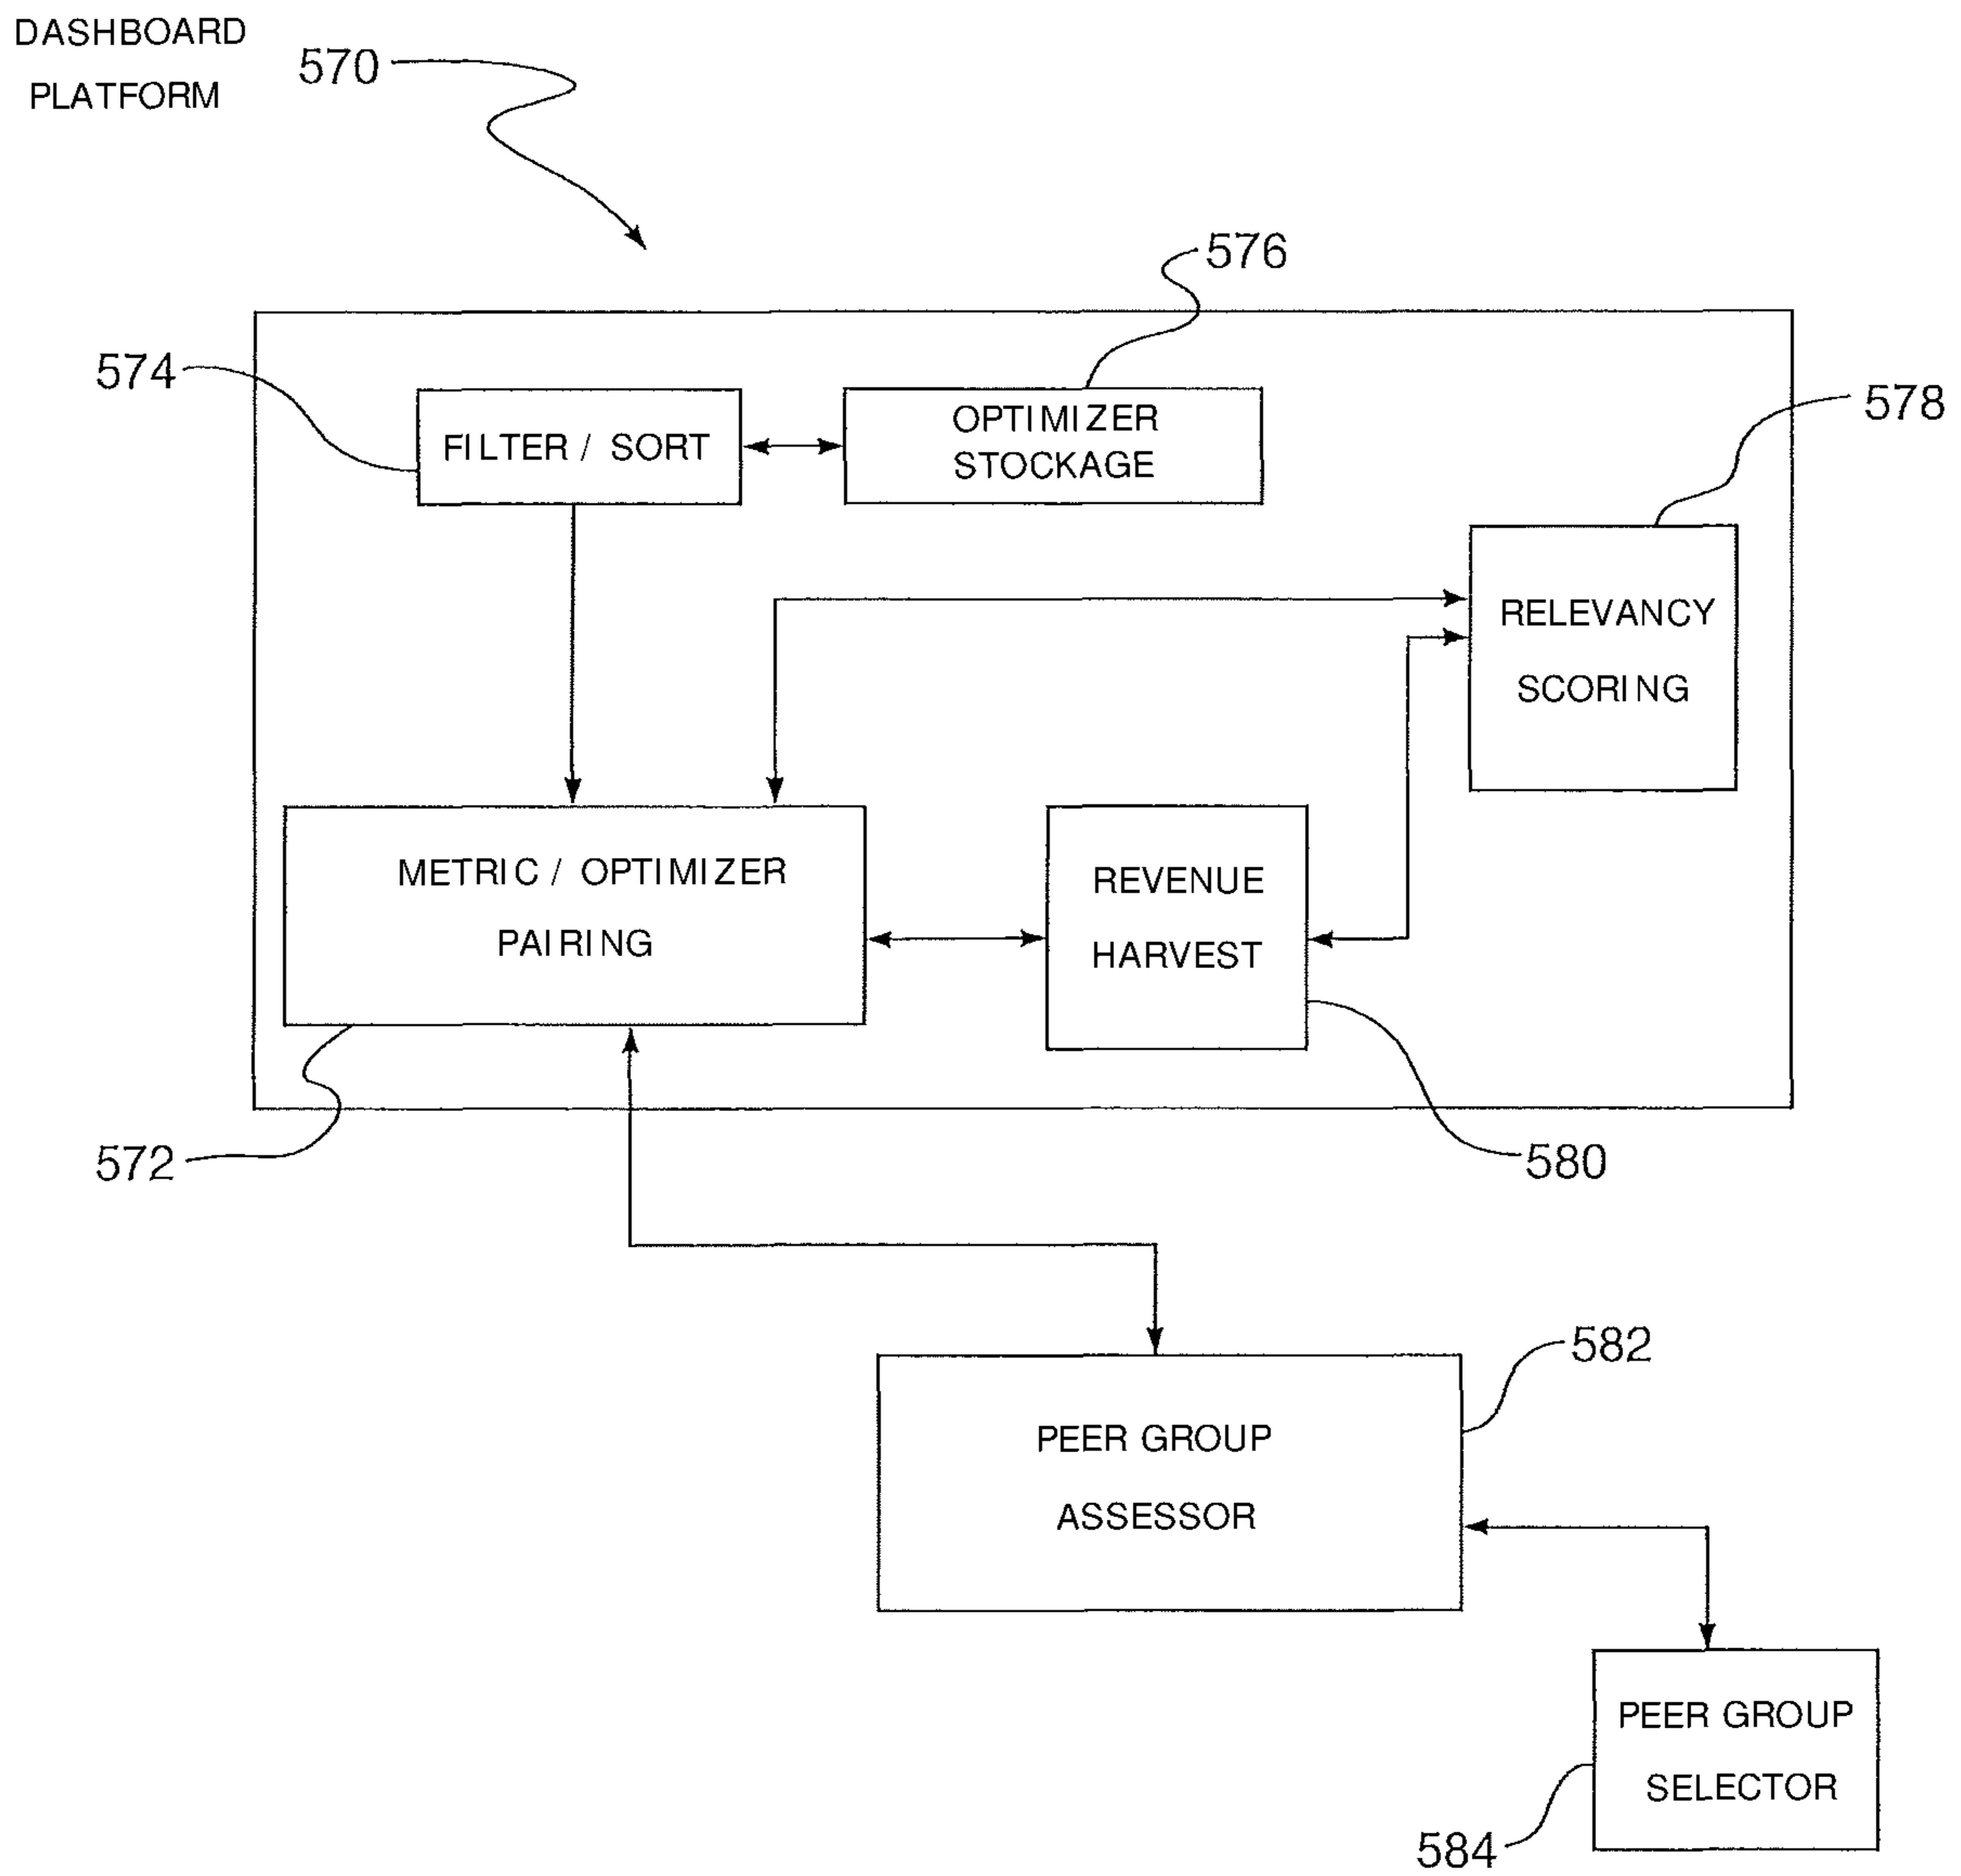 DASHBOARD
PLATFORM
570
576
574
578
FILTER / SORT
OPTIMIZER
STOCKAGE
RELEVANCY
SCORING
METRIC / OPTIMIZER
PAIRING
REVENUE
HARVEST
572
580
582
PEER GROUP
ASSESSOR
PEER GROUP
SELECTOR
584